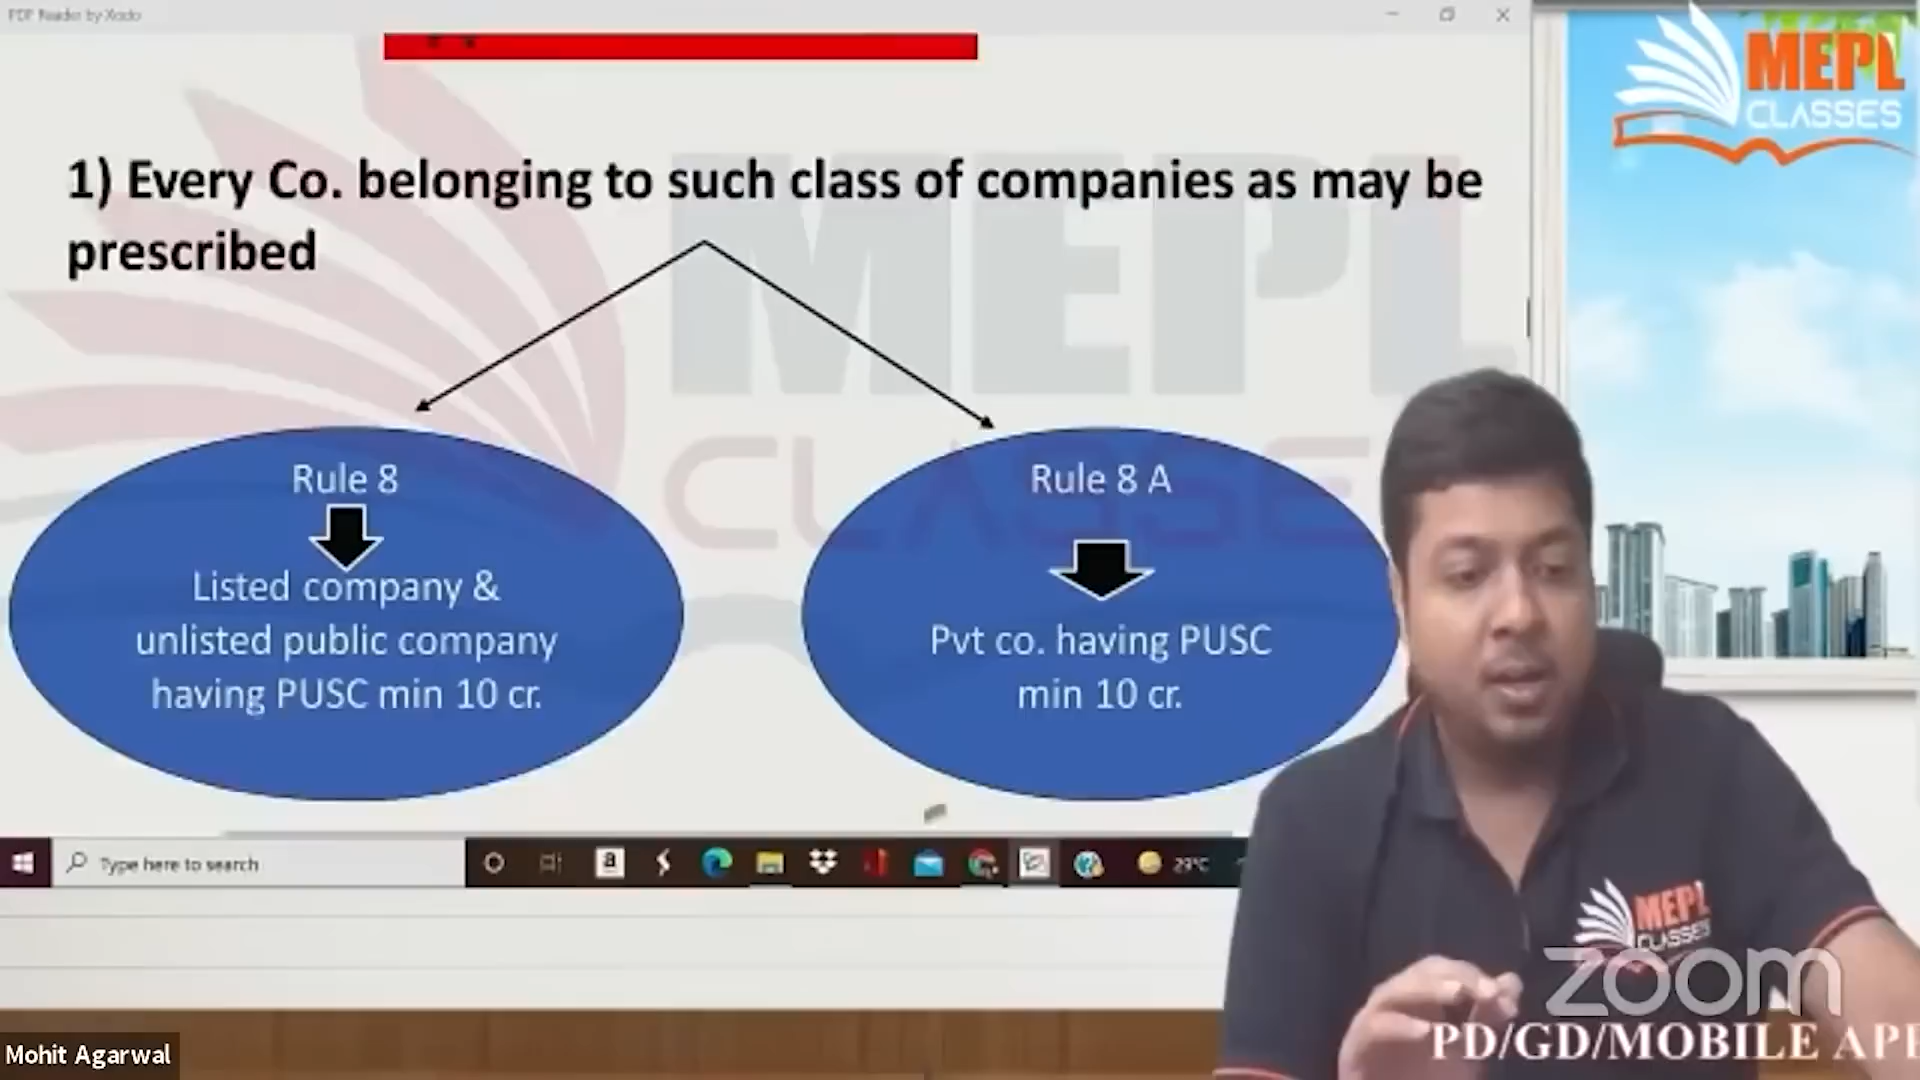 PDF Reader by Xodo
MEPL
CLASSES
1) Every Co. belonging to such class of companies as may be
prescribed
MEPL
CLASSE
Rule 8
Listed company &
unlisted public company
having PUSC min 10 cr.
Rule 8 A
Pvt co. having PUSC
min 10 cr.
Type here to search
29°C
MEPL
CLASSES
zoom
PD/GD/MOBILE APP
Mohit Agarwal